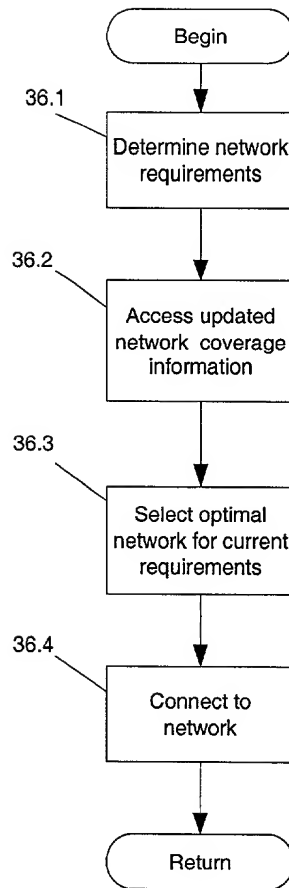 Begin
36.1
Determine network
requirements
36.2
Access updated
network coverage
information
36.3
Select optimal
network for current
requirements
36.4
Connect to
network
Return